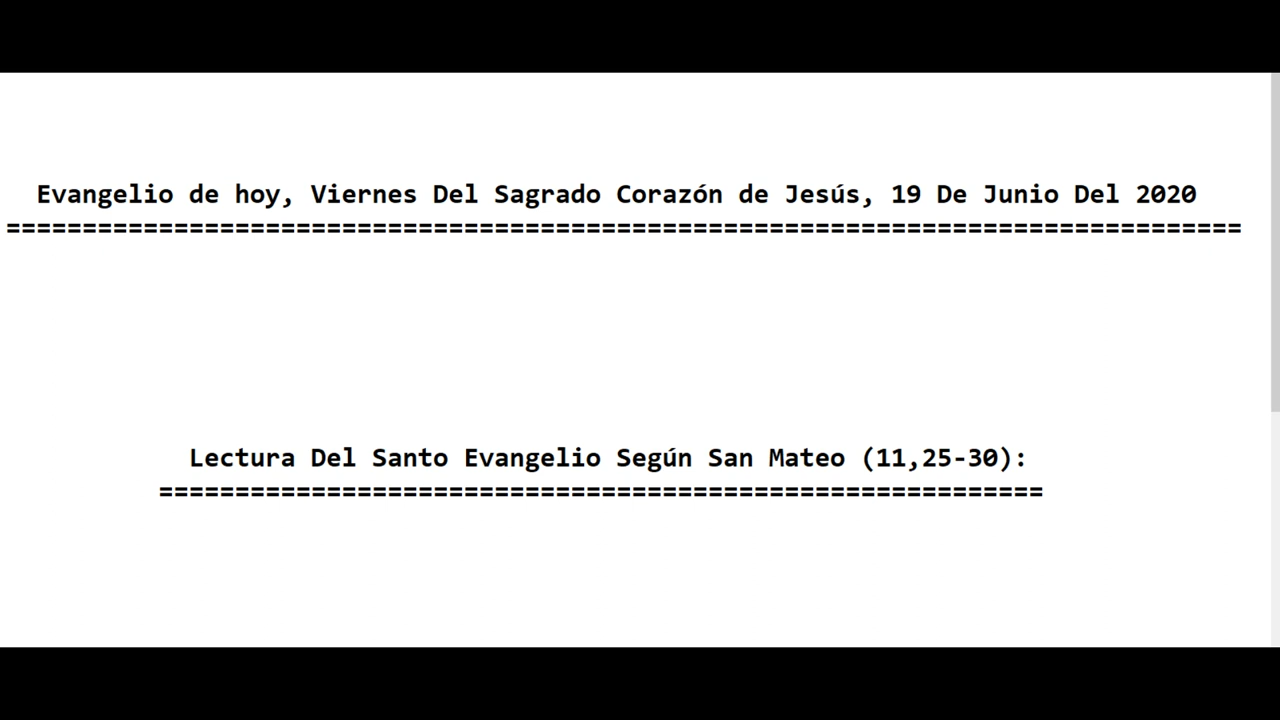 Evangelio de hoy, Viernes Del Sagrado Corazón de Jesús, 19 De Junio Del 2020
=================================================================================
Lectura Del Santo Evangelio Según San Mateo (11,25-30):
==========================================================